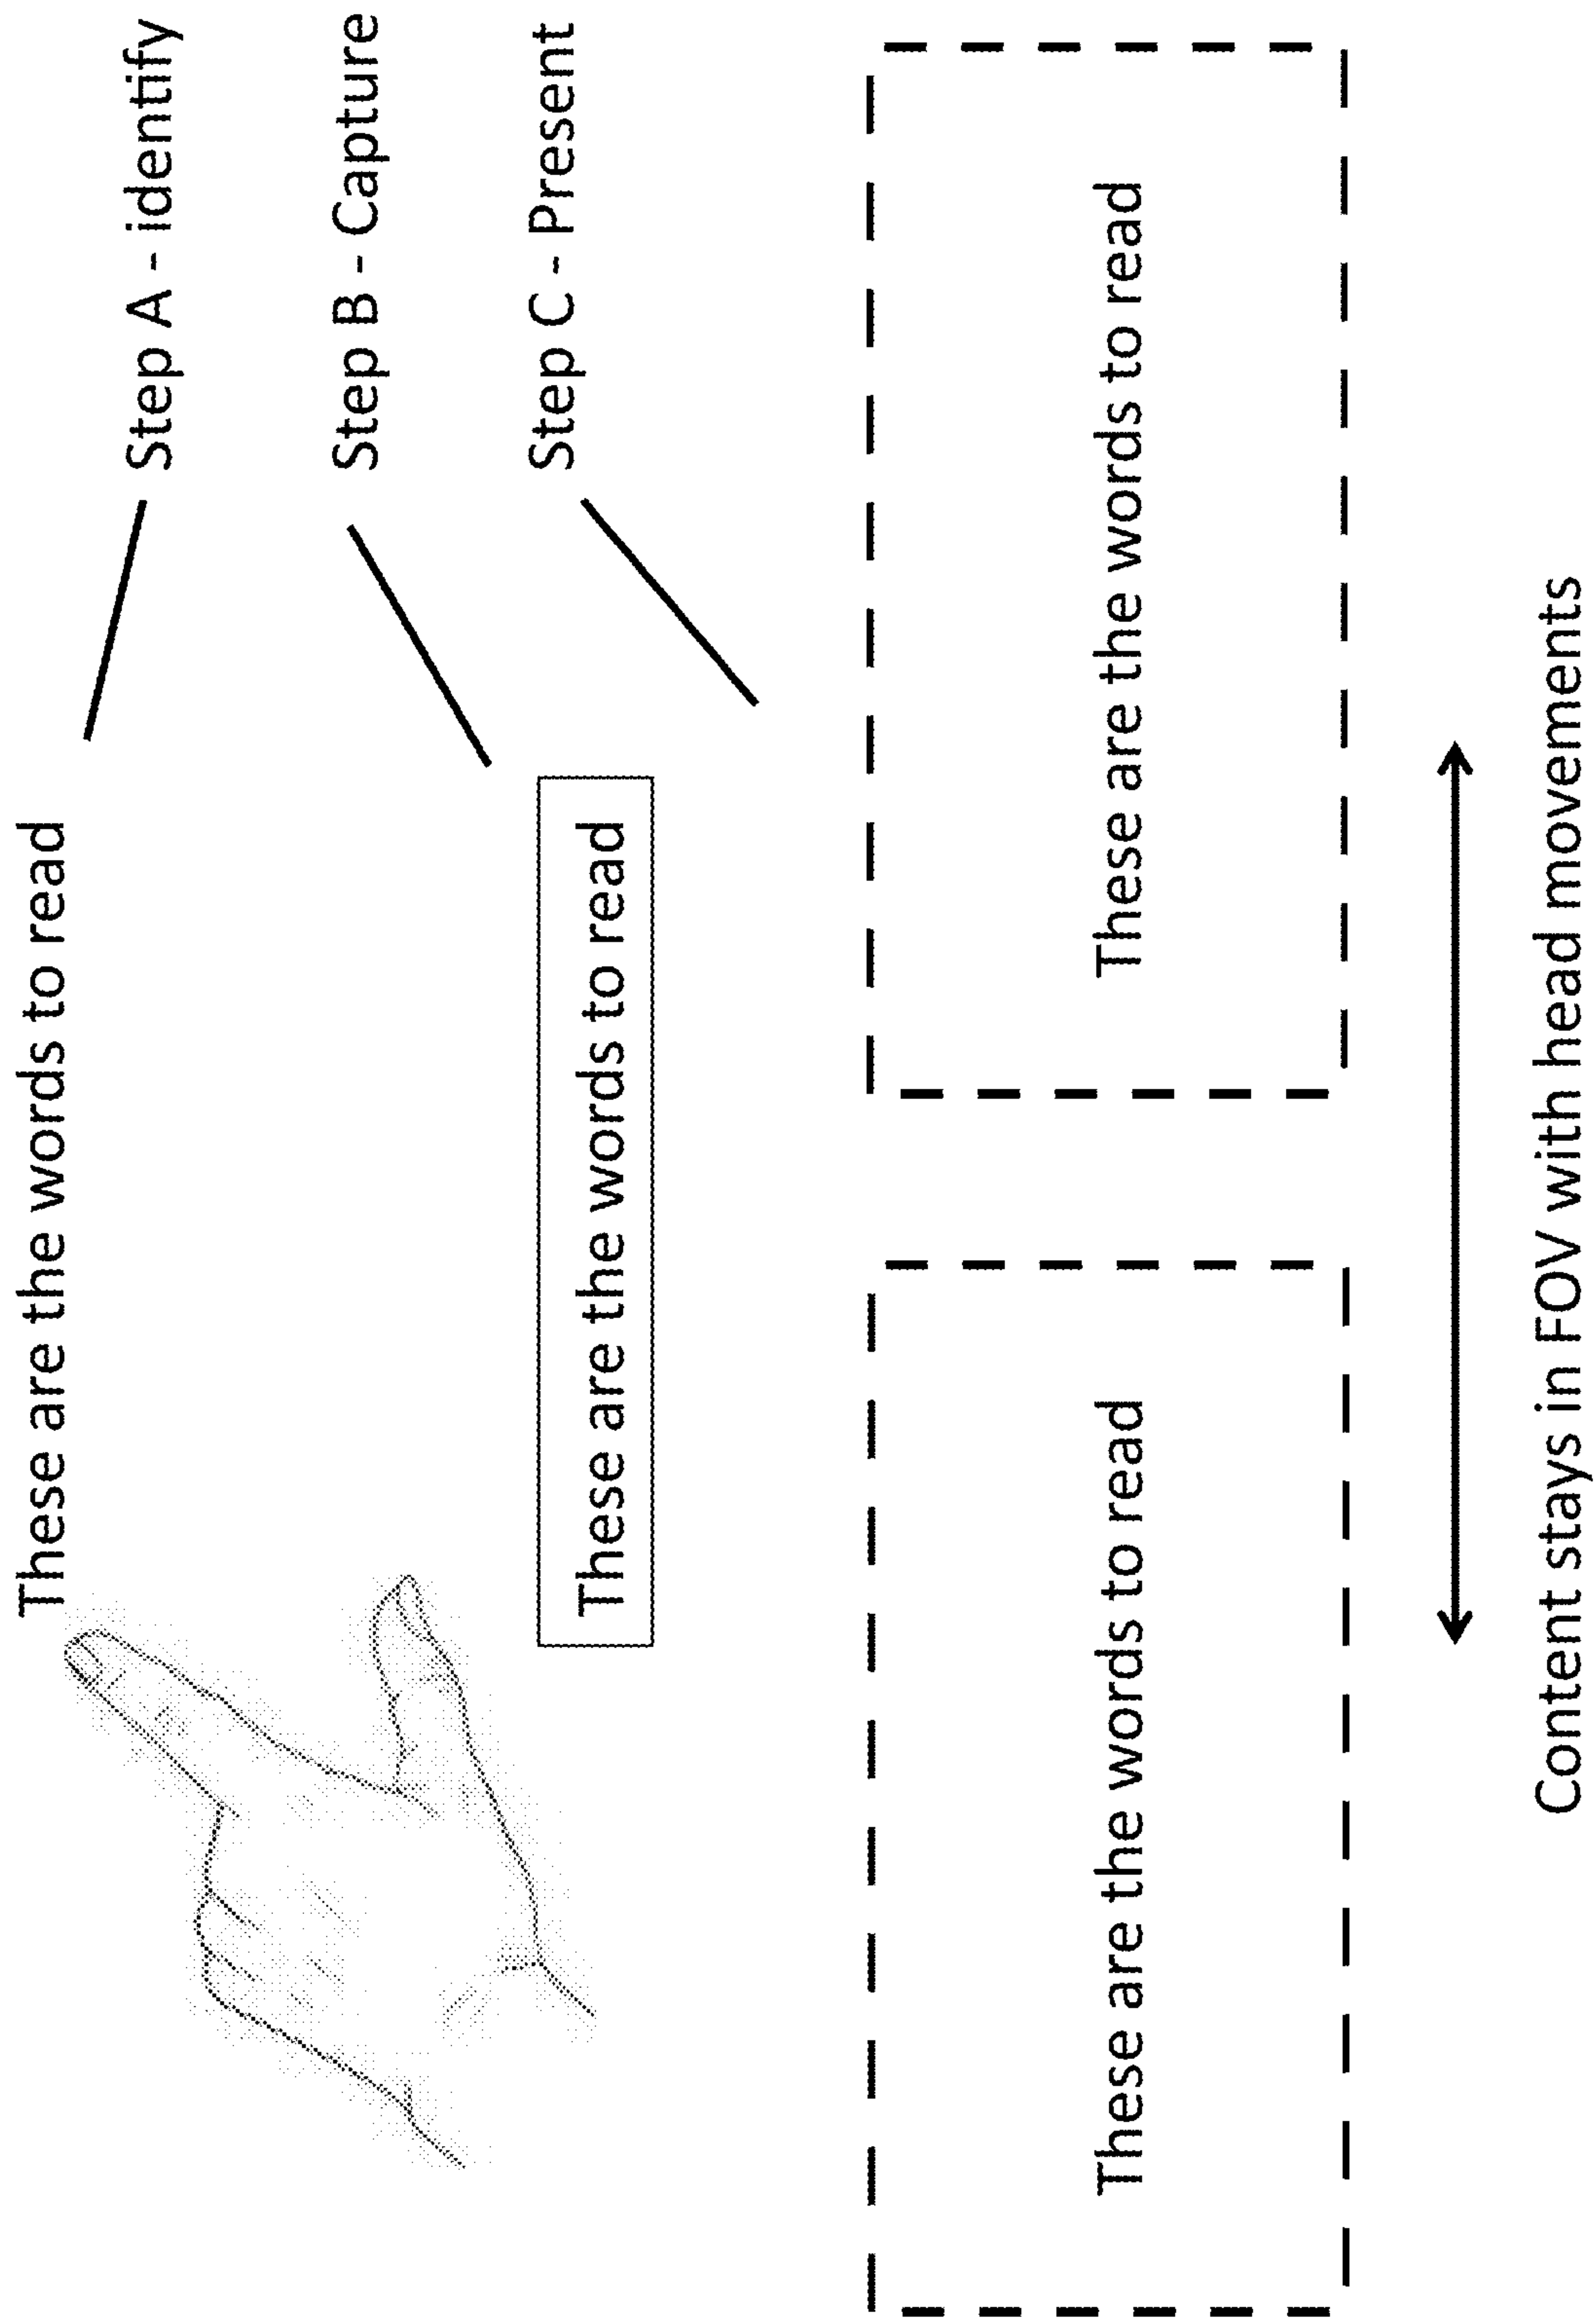 These are the words to read
Step A - identify
Step B - Capture
These are the words to read
Step C - Present
These are the words to read
These are the words to read
Content stays in FOV with head movements